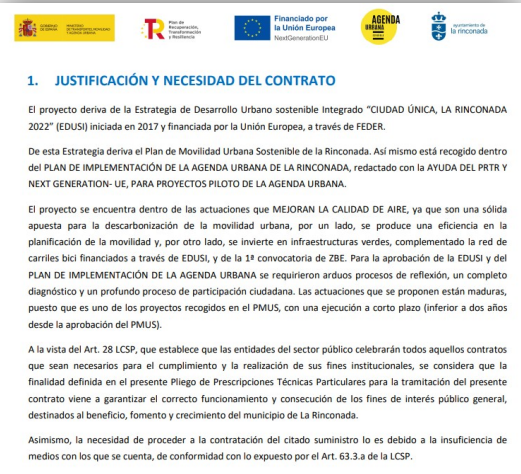 GOBIERNO DE ESPAÑA
MINISTERIO DE TRANSPORTES, MOVILIDAD Y AGENDA URBANA
Plan de Recuperación, Transformación y Resiliencia
Financiado por
la Unión Europea
NextGenerationEU
AGENDA
URBANA
ayuntamiento de
la rinconada
1. JUSTIFICACIÓN Y NECESIDAD DEL CONTRATO
El proyecto deriva de la Estrategia de Desarrollo Urbano sostenible Integrado “CIUDAD ÚNICA, LA RINCONADA
2022” (EDUSI) iniciada en 2017 y financiada por la Unión Europea, a través de FEDER.
De esta Estrategia deriva el Plan de Movilidad Urbana Sostenible de la Rinconada. Así mismo está recogido dentro
del PLAN DE IMPLEMENTACIÓN DE LA AGENDA URBANA DE LA RINCONADA, redactado con la AYUDA DEL PRTR Y
NEXT GENERATION- UE, PARA PROYECTOS PILOTO DE LA AGENDA URBANA.
El proyecto se encuentra dentro de las actuaciones que MEJORAN LA CALIDAD DE AIRE, ya que son una sólida
apuesta para la descarbonización de la movilidad urbana, por un lado, se produce una eficiencia en la
planificación de la movilidad y, por otro lado, se invierte en infraestructuras verdes, complementado la red de
carriles bici financiados a través de EDUSI, y de la 1ª convocatoria de ZBE. Para la aprobación de la EDUSI y del
PLAN DE IMPLEMENTACIÓN DE LA AGENDA URBANA se requirieron arduos procesos de reflexión, un completo
diagnóstico y un profundo proceso de participación ciudadana. Las actuaciones que se proponen están maduras,
puesto que es uno de los proyectos recogidos en el PMUS, con una ejecución a corto plazo (inferior a dos años
desde la aprobación del PMUS).
A la vista del Art. 28 LCSP, que establece que las entidades del sector público celebrarán todos aquellos contratos
que sean necesarios para el cumplimiento y la realización de sus fines institucionales, se considera que la
finalidad definida en el presente Pliego de Prescripciones Técnicas Particulares para la tramitación del presente
contrato viene a garantizar el correcto funcionamiento y consecución de los fines de interés público general,
destinados al beneficio, fomento y crecimiento del municipio de La Rinconada.
Asimismo, la necesidad de proceder a la contratación del citado suministro lo es debido a la insuficiencia de
medios con los que se cuenta, de conformidad con lo expuesto por el Art. 63.3.a de la LCSP.